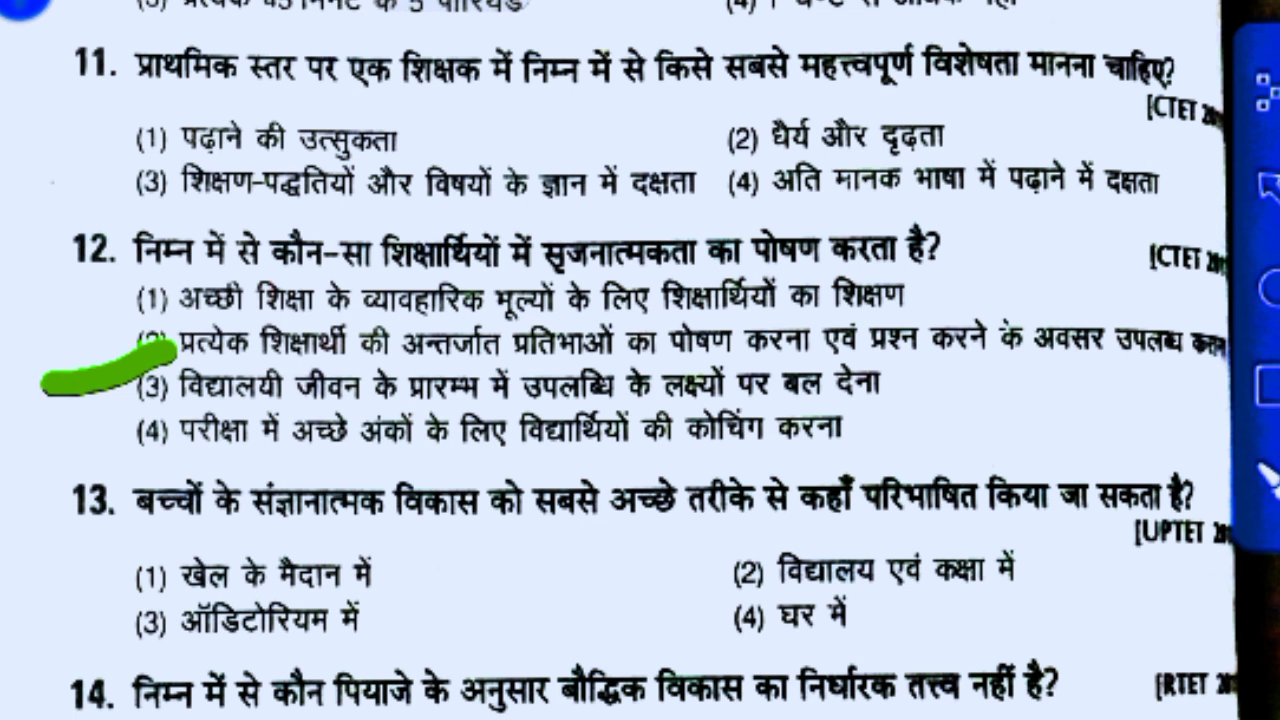 11. प्राथमिक स्तर पर एक शिक्षक में निम्न में से किसे सबसे महत्त्वपूर्ण विशेषता मानना चाहिए?
[CTET
(1) पढ़ाने की उत्सुकता (2) धैर्य और दृढ़ता
(3) शिक्षण-पद्धतियों और विषयों के ज्ञान में दक्षता (4) अति मानक भाषा में पढ़ाने में दक्षता
12. निम्न में से कौन-सा शिक्षार्थियों में सृजनात्मकता का पोषण करता है? [CTET
(1) अच्छी शिक्षा के व्यावहारिक मूल्यों के लिए शिक्षार्थियों का शिक्षण
प्रत्येक शिक्षार्थी की अन्तर्जात प्रतिभाओं का पोषण करना एवं प्रश्न करने के अवसर उपलब्ध
(3) विद्यालयी जीवन के प्रारम्भ में उपलब्धि के लक्ष्यों पर बल देना
(4) परीक्षा में अच्छे अंकों के लिए विद्यार्थियों की कोचिंग करना
13. बच्चों के संज्ञानात्मक विकास को सबसे अच्छे तरीके से कहाँ परिभाषित किया जा सकता है?
[UPTET
(1) खेल के मैदान में (2) विद्यालय एवं कक्षा में
(3) ऑडिटोरियम में (4) घर में
14. निम्न में से कौन पियाजे के अनुसार बौद्धिक विकास का निर्धारक तत्त्व नहीं है? [RTET